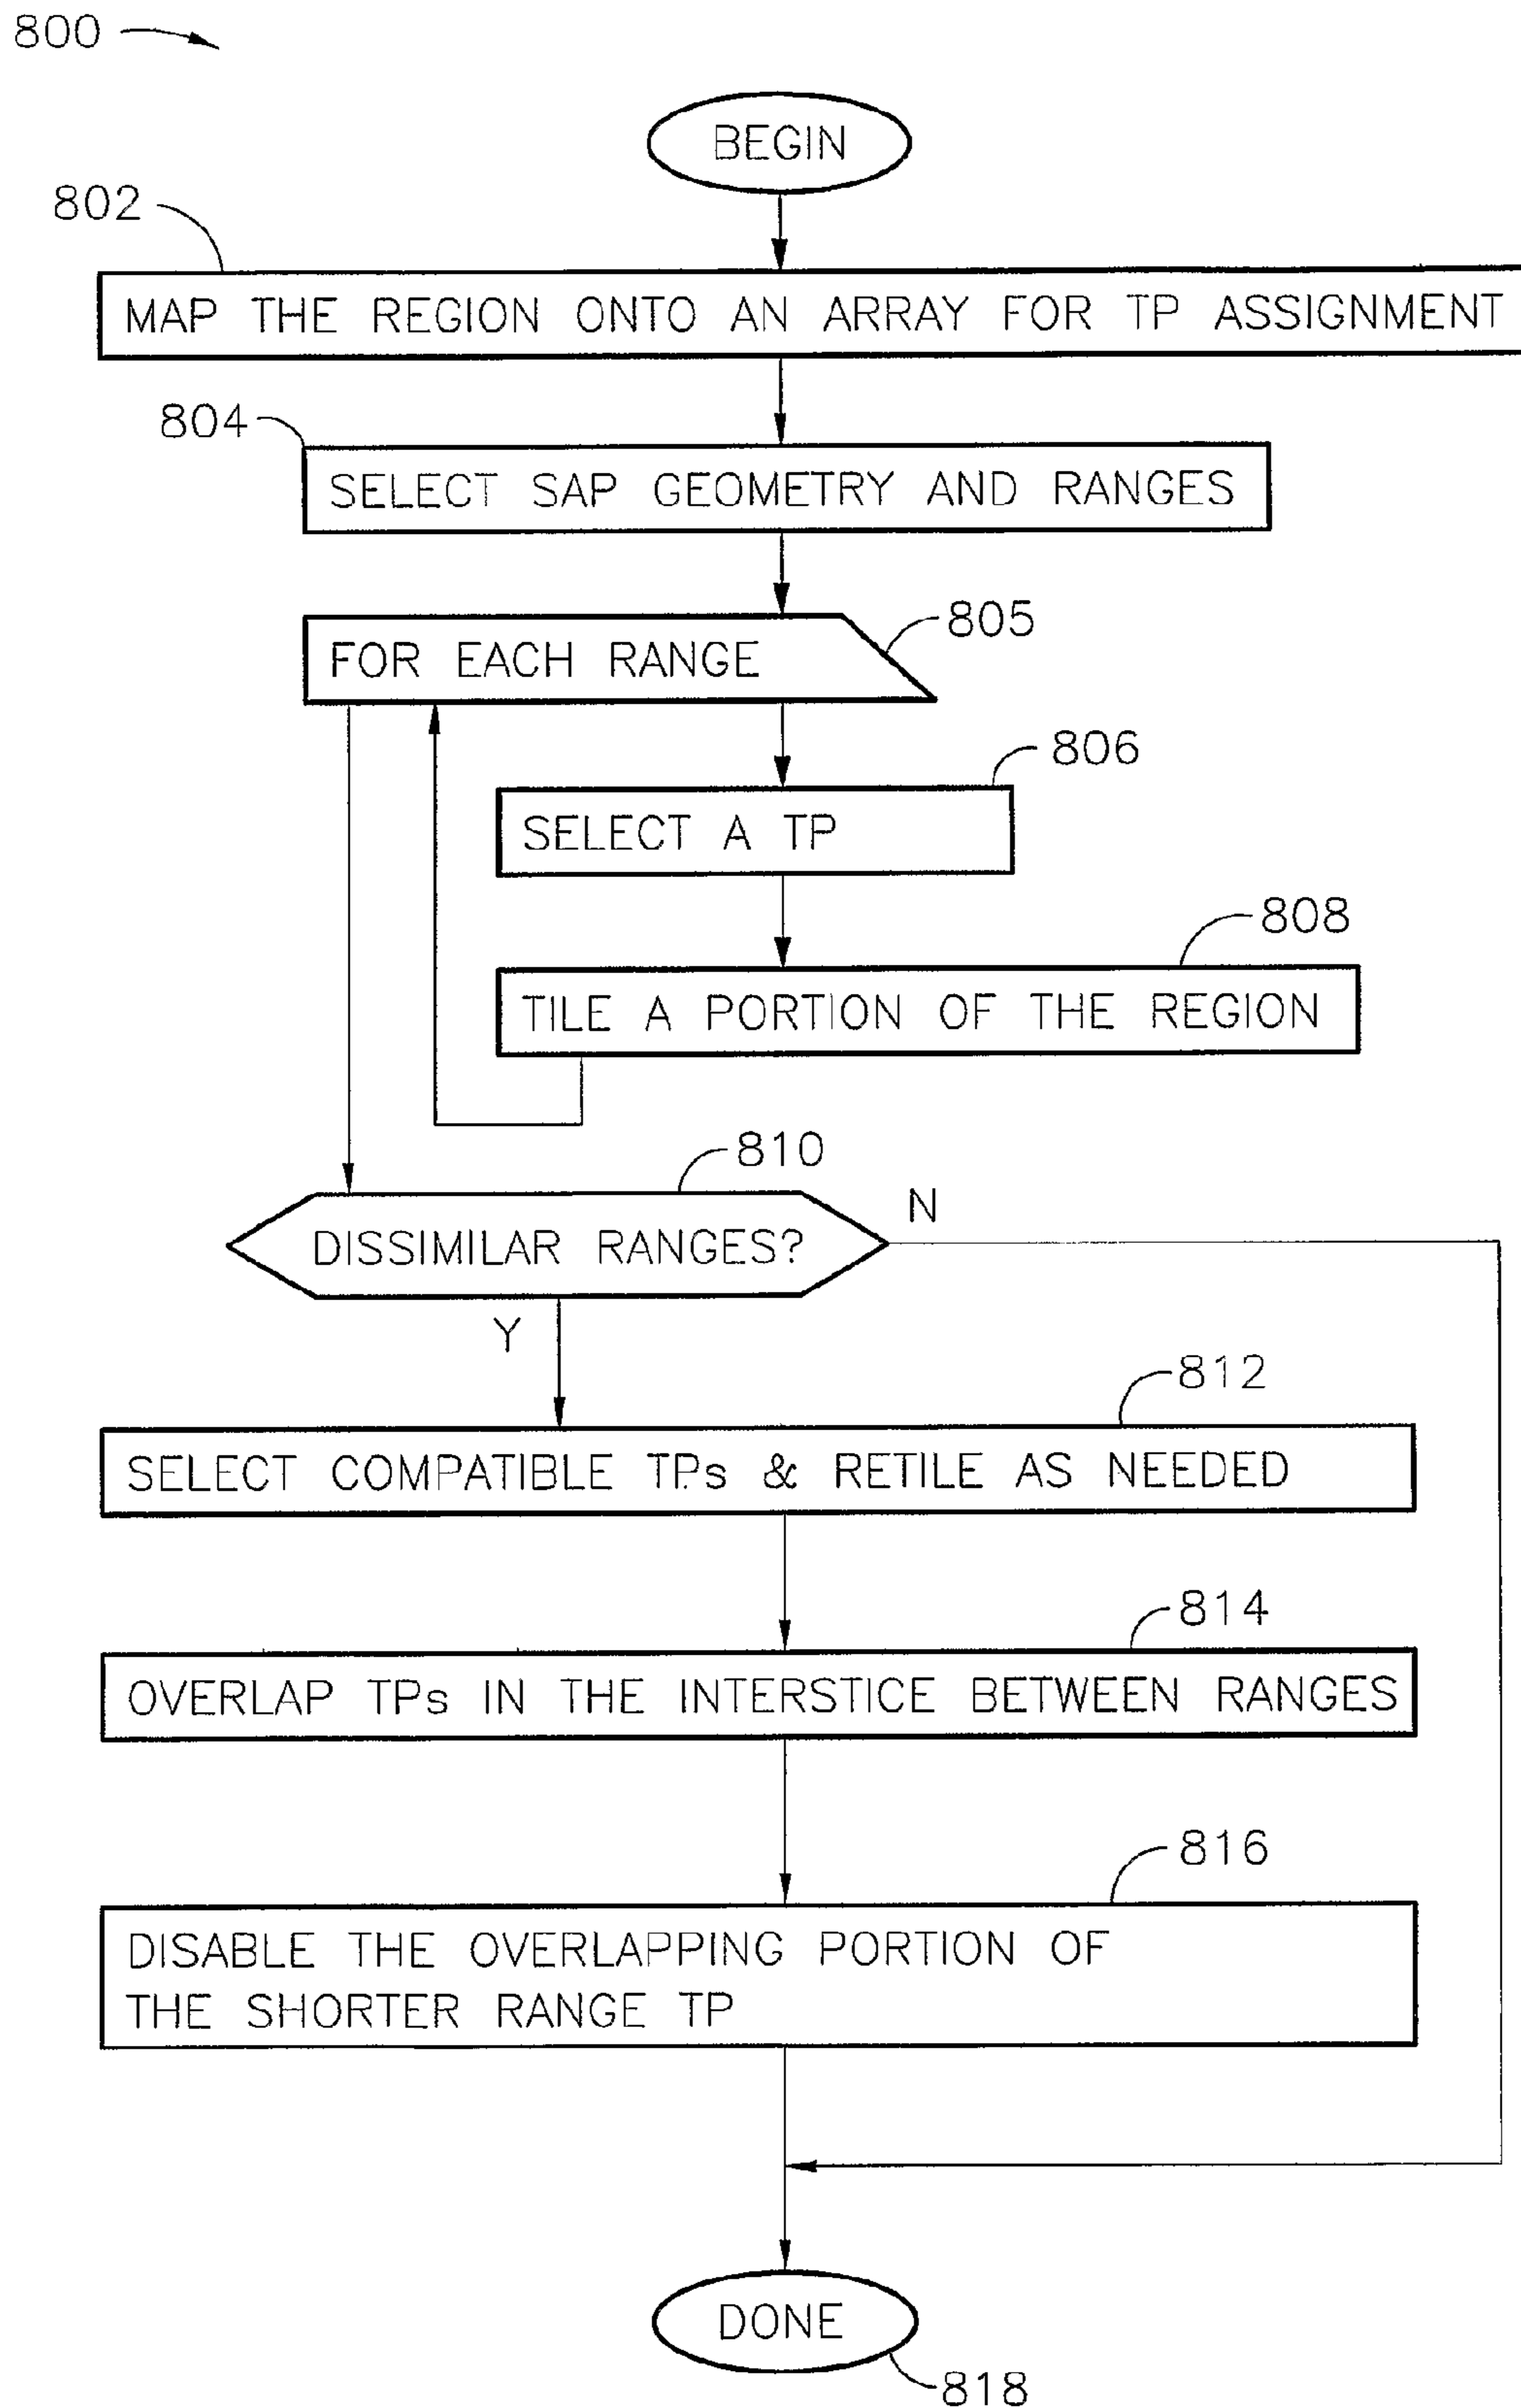 800
BEGIN
802
MAP THE REGION ONTO AN ARRAY FOR TP ASSIGNMENT
804
SELECT SAP GEOMETRY AND RANGES
805
FOR EACH RANGE
806
SELECT A TP
808
TILE A PORTION OF THE REGION
810
DISSIMILAR RANGES?
N
Y
812
SELECT COMPATIBLE TPs & RETILE AS NEEDED
814
OVERLAP TPs IN THE INTERSTICE BETWEEN RANGES
816
DISABLE THE OVERLAPPING PORTION OF
THE SHORTER RANGE TP
DONE
818